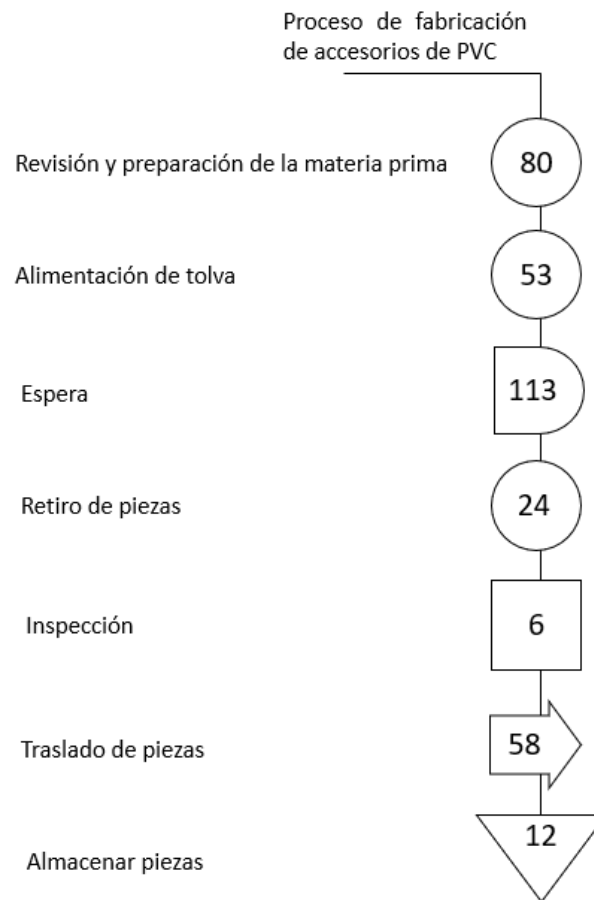 Proceso de fabricación
de accesorios de PVC
Revisión y preparación de la materia prima
80
Alimentación de tolva
53
Espera
113
Retiro de piezas
24
Inspección
6
Traslado de piezas
58
Almacenar piezas
12